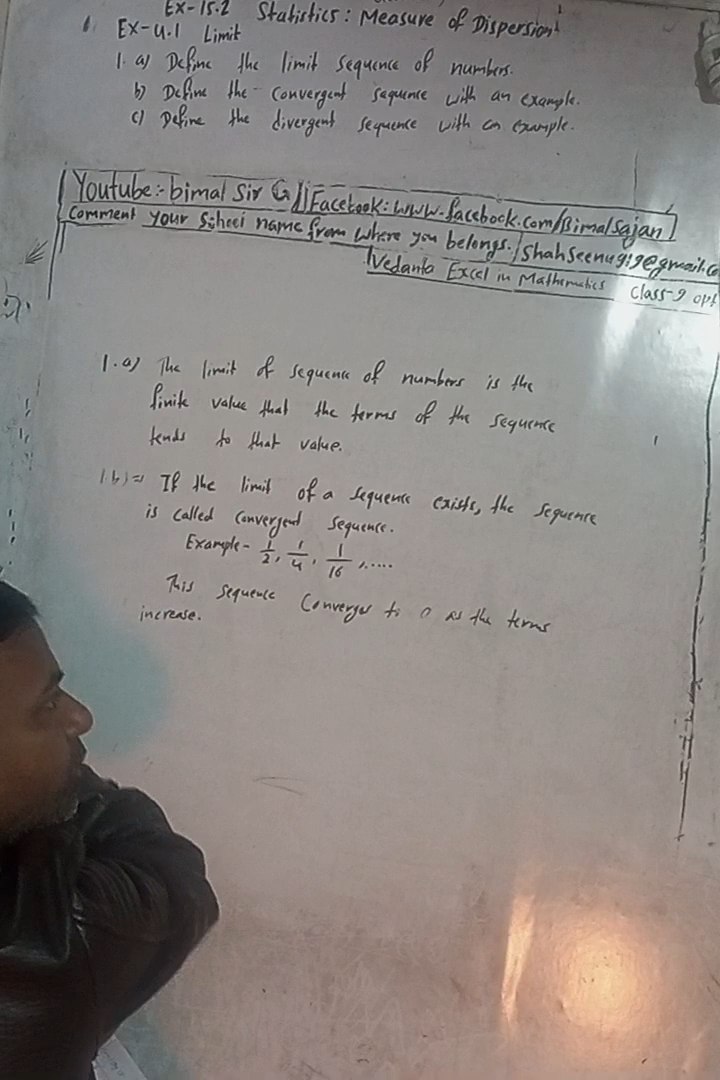 Ex-15.2 Statistics: Measure of Dispersion
Ex-4.1 Limit
1. a) Define the limit sequence of numbers.
b) Define the convergent sequence with an example.
c) Define the divergent sequence with an example.
Youtube:- bimal Sir G // Facebook: www.facebook.com/Bimalsajan
Comment your School name from where you belongs. /
Vedanta Excel in Mathematics Class-9 opt
1.a) The limit of sequence of numbers is the
finite value that the terms of the sequence
tends to that value.
1.b)=> If the limit of a sequence exists, the sequence
is called convergent sequence.
Example- 1/2, 1/4, 1/16, .....
This sequence Converges to 0 as the terms
increase.